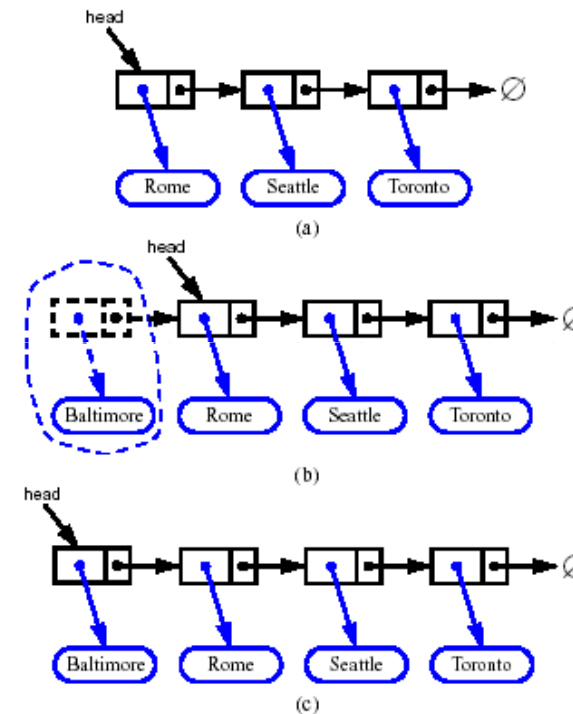 head
∅
Rome Seattle Toronto
(a)
head
∅
Baltimore Rome Seattle Toronto
(b)
head
∅
Baltimore Rome Seattle Toronto
(c)